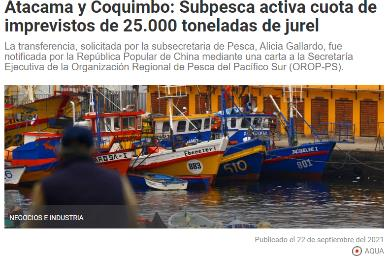 Atacama y Coquimbo: Subpesca activa cuota de
imprevistos de 25.000 toneladas de jurel
La transferencia, solicitada por la subsecretaria de Pesca, Alicia Gallardo, fue
notificada por la República Popular de China mediante una carta a la Secretaría
Ejecutiva de la Organización Regional de Pesca del Pacífico Sur (OROP-PS).
883
510
801
NEGOCIOS E INDUSTRIA
Publicado el 22 de septiembre del 2021
AQUA